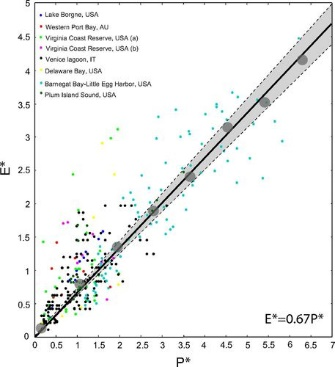 Lake Borgne, USA
Western Port Bay, AU
Virginia Coast Reserve, USA (a)
Virginia Coast Reserve, USA (b)
Venice lagoon, IT
Delaware Bay, USA
Barnegat Bay-Little Egg Harbor, USA
Plum Island Sound, USA
5
4.5
4
3.5
3
2.5
2
1.5
1
0.5
0
E*
E*=0.67P*
0 0.5 1.0 1.5 2 2.5 3 3.5 4 4.5 5 5.5 6 6.5 7
P*